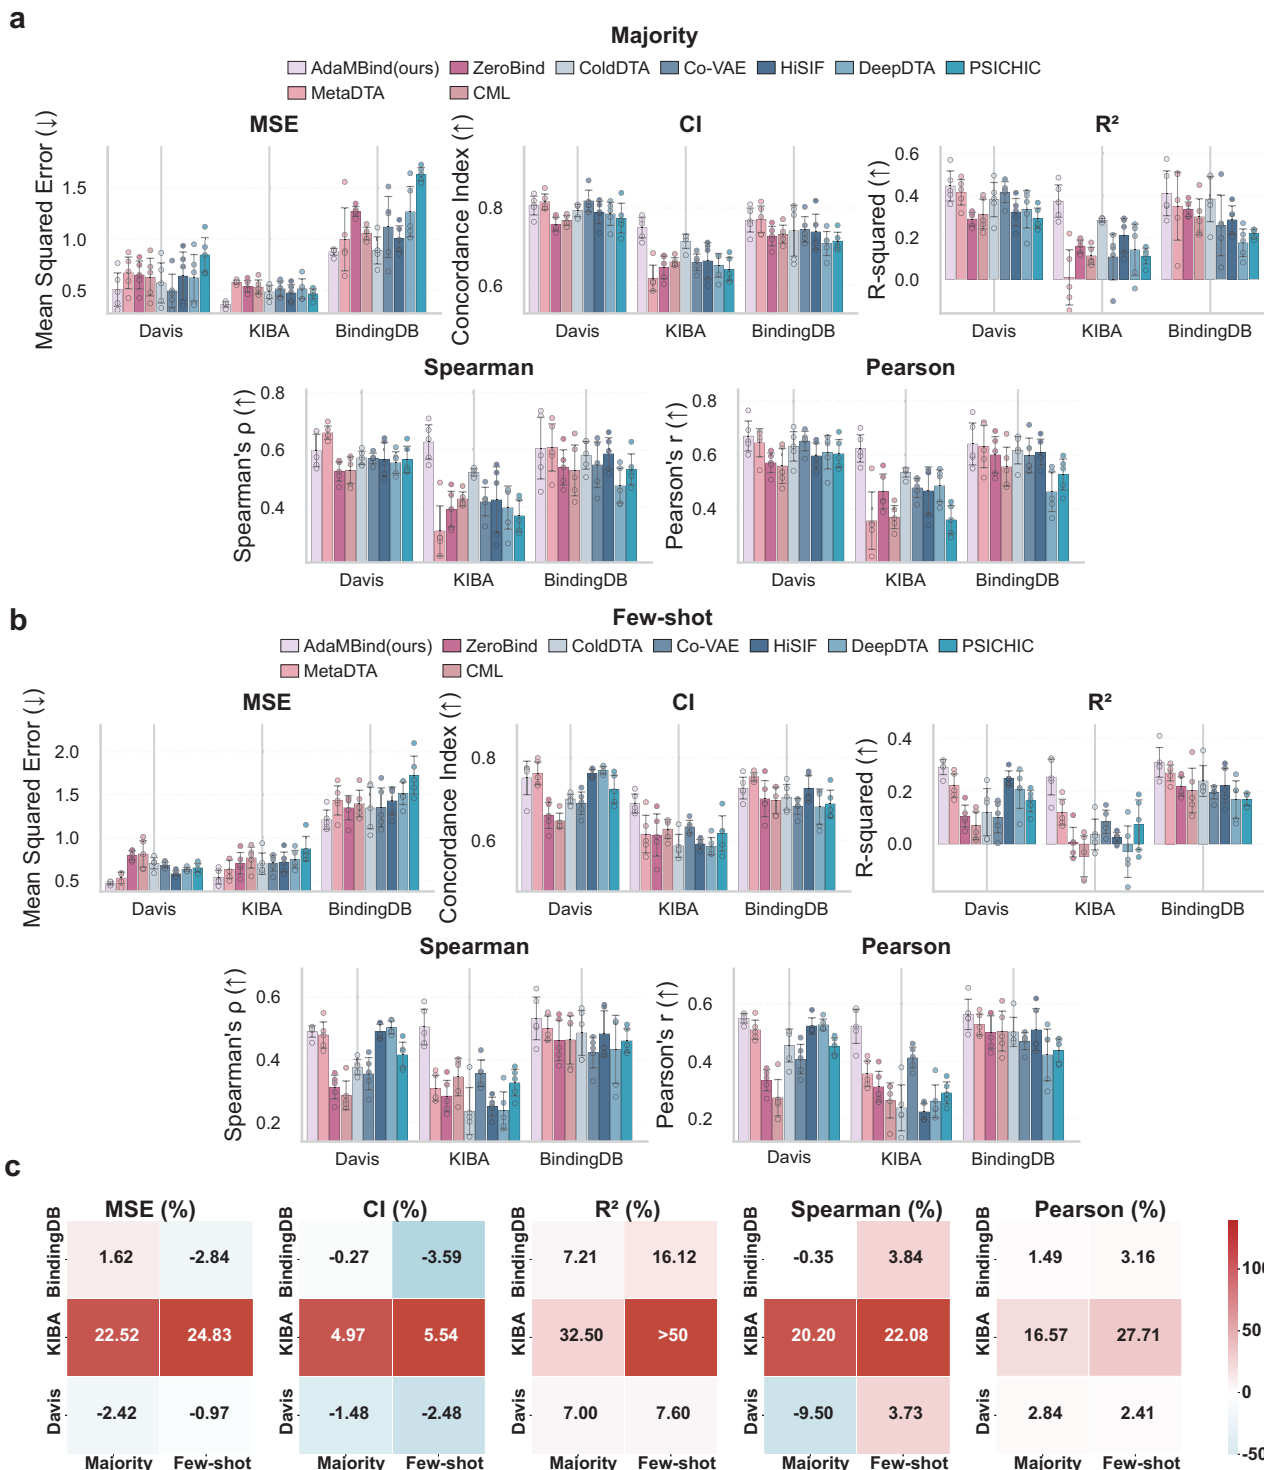 a
Majority
AdaMBind(ours) ZeroBind ColdDTA Co-VAE HiSIF DeepDTA PSICHIC
MetaDTA CML
MSE
Mean Squared Error (↓)
1.5
1.0
0.5
Davis KIBA BindingDB
CI
Concordance Index (↑)
0.8
0.6
Davis KIBA BindingDB
R²
R-squared (↑)
0.6
0.4
0.2
0.0
Davis KIBA BindingDB
Spearman
Spearman's ρ (↑)
0.8
0.6
0.4
Davis KIBA BindingDB
Pearson
Pearson's r (↑)
0.8
0.6
0.4
Davis KIBA BindingDB
b
Few-shot
AdaMBind(ours) ZeroBind ColdDTA Co-VAE HiSIF DeepDTA PSICHIC
MetaDTA CML
MSE
Mean Squared Error (↓)
2.0
1.5
1.0
0.5
Davis KIBA BindingDB
CI
Concordance Index (↑)
0.8
0.6
Davis KIBA BindingDB
R²
R-squared (↑)
0.4
0.2
0.0
Davis KIBA BindingDB
Spearman
Spearman's ρ (↑)
0.6
0.4
0.2
Davis KIBA BindingDB
Pearson
Pearson's r (↑)
0.6
0.4
0.2
Davis KIBA BindingDB
c
MSE (%)
BindingDB 1.62 -2.84
KIBA 22.52 24.83
Davis -2.42 -0.97
Majority Few-shot
CI (%)
BindingDB -0.27 -3.59
KIBA 4.97 5.54
Davis -1.48 -2.48
Majority Few-shot
R² (%)
BindingDB 7.21 16.12
KIBA 32.50 >50
Davis 7.00 7.60
Majority Few-shot
Spearman (%)
BindingDB -0.35 3.84
KIBA 20.20 22.08
Davis -9.50 3.73
Majority Few-shot
Pearson (%)
BindingDB 1.49 3.16
KIBA 16.57 27.71
Davis 2.84 2.41
Majority Few-shot
100
50
0
-50